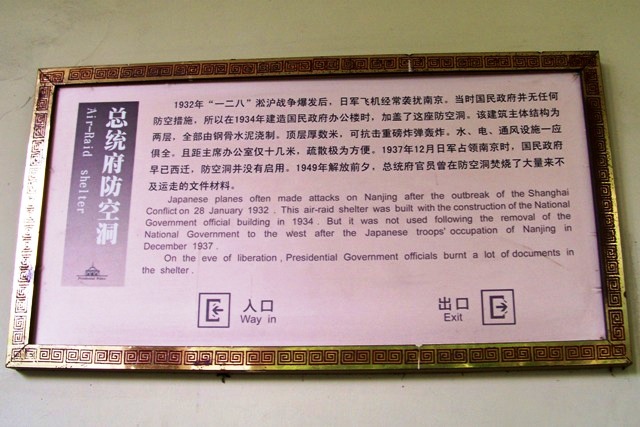 总统府防空洞
Air-Raid shelter
1932年“一二八”淞沪战争爆发后，日军飞机经常袭扰南京。当时国民政府并无任何
防空措施，所以在1934年建造国民政府办公楼时，加盖了这座防空洞。该建筑主体结构为
两层，全部由钢骨水泥浇制。顶层厚数米，可抗击重磅炸弹轰炸。水、电、通风设施一应
俱全。且距主席办公室仅十几米，疏散极为方便。1937年12月日军占领南京时，国民政府
早已西迁，防空洞并没有启用。1949年解放前夕，总统府官员曾在防空洞焚烧了大量来不
及运走的文件材料。
Japanese planes often made attacks on Nanjing after the outbreak of the Shanghai
Conflict on 28 January 1932 . This air-raid shelter was built with the construction of the National
Government official building in 1934 . But it was not used following the removal of the
National Government to the west after the Japanese troops' occupation of Nanjing in
December 1937 .
On the eve of liberation , Presidential Government officials burnt a lot of documents in
the shelter .
入口
Way in
出口
Exit